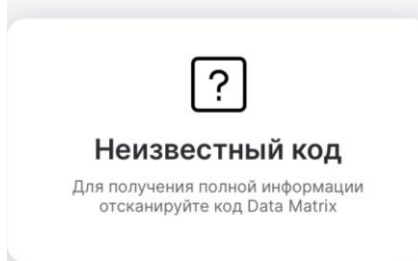 ?
Неизвестный код
Для получения полной информации
отсканируйте код Data Matrix